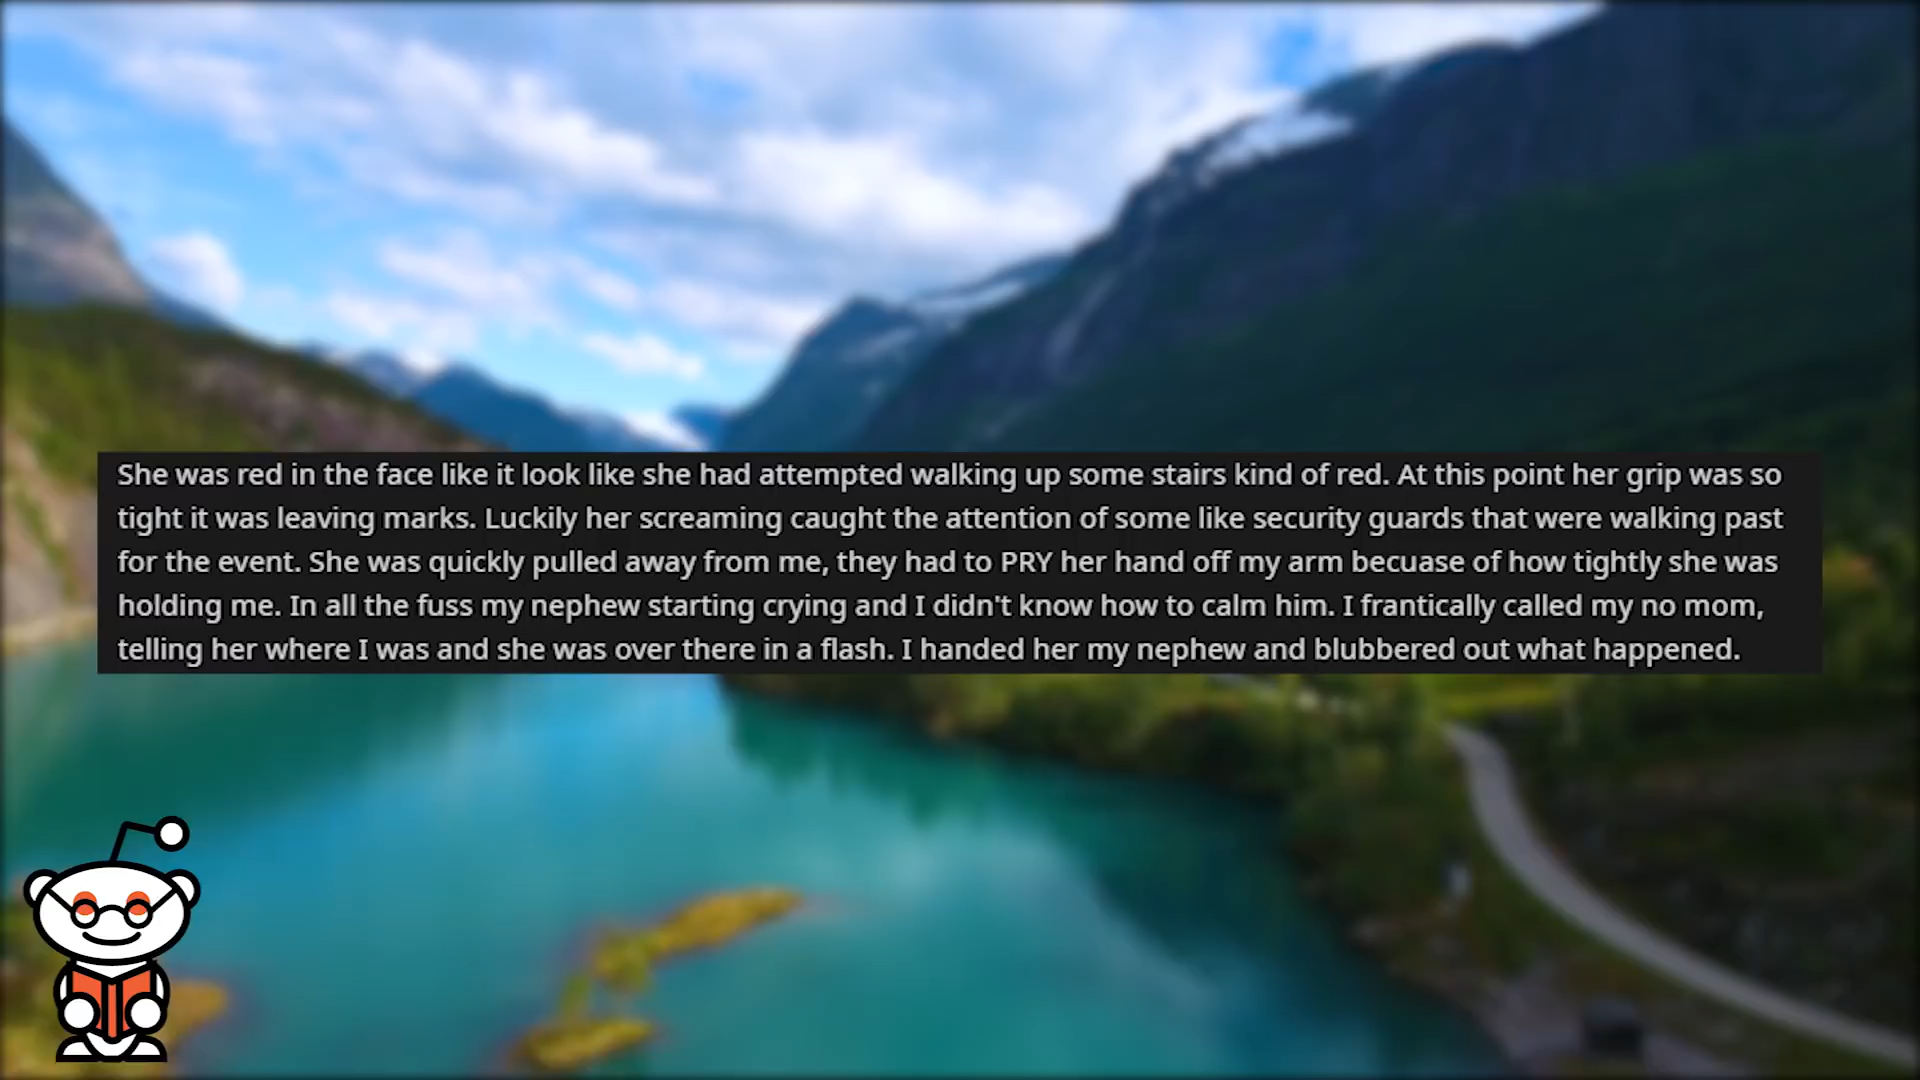 She was red in the face like it look like she had attempted walking up some stairs kind of red. At this point her grip was so
tight it was leaving marks. Luckily her screaming caught the attention of some like security guards that were walking past
for the event. She was quickly pulled away from me, they had to PRY her hand off my arm becuase of how tightly she was
holding me. In all the fuss my nephew starting crying and I didn't know how to calm him. I frantically called my no mom,
telling her where I was and she was over there in a flash. I handed her my nephew and blubbered out what happened.